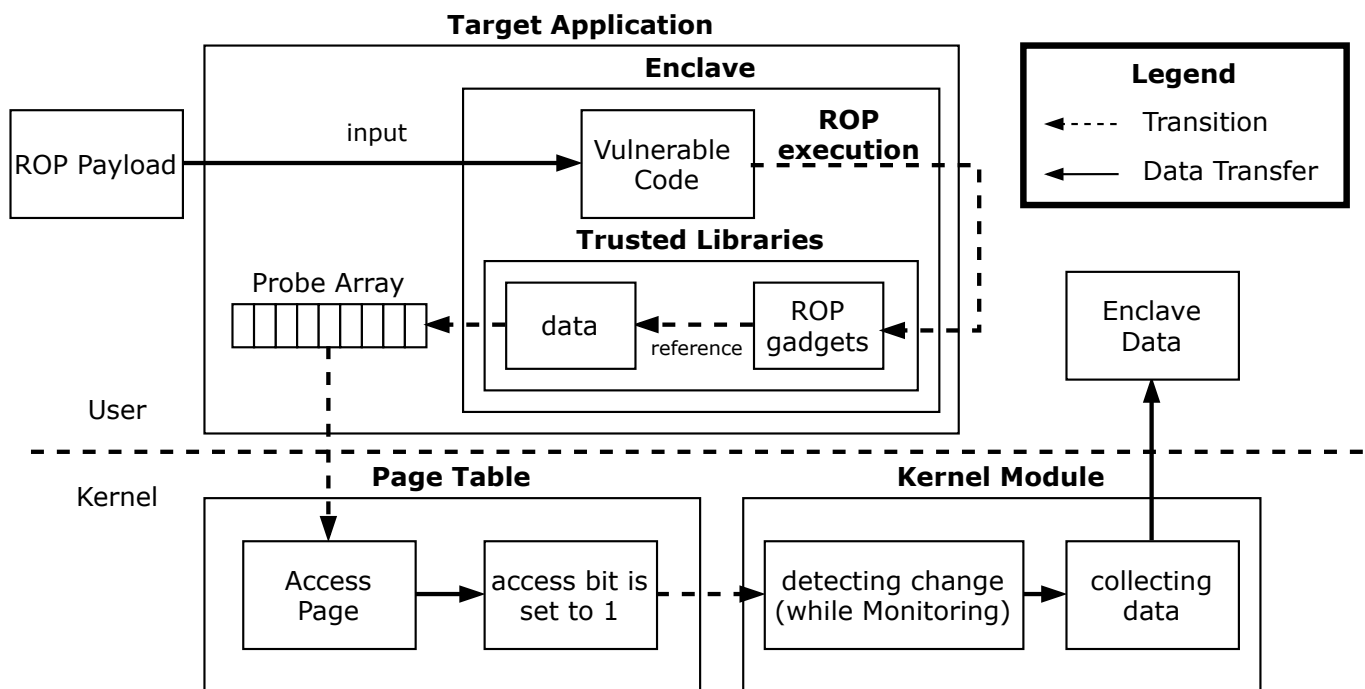 Target Application
Enclave
Legend
Transition
Data Transfer
ROP Payload
input
Vulnerable
Code
ROP
execution
Trusted Libraries
Probe Array
data
reference
ROP
gadgets
Enclave
Data
User
Kernel
Page Table
Kernel Module
Access
Page
access bit is
set to 1
detecting change
(while Monitoring)
collecting
data